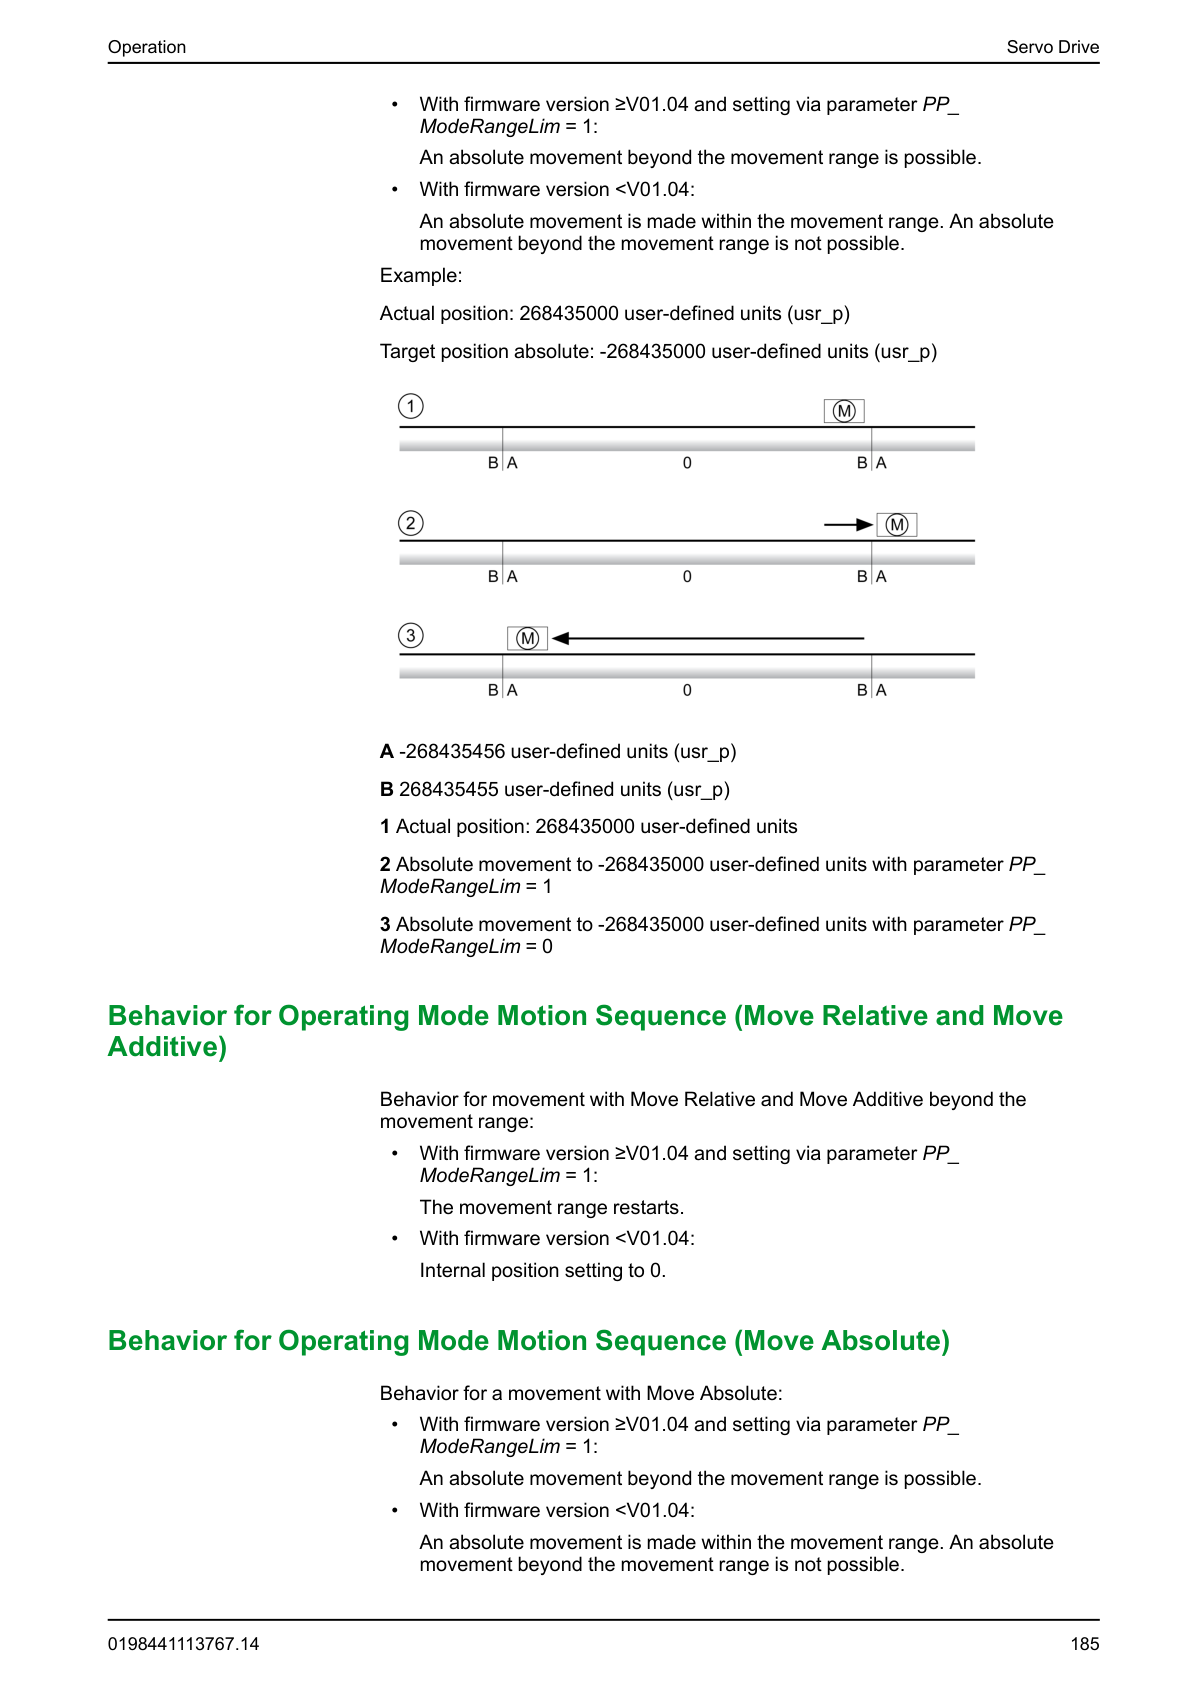 Operation
Servo Drive
• With firmware version ≥V01.04 and setting via parameter PP_
ModeRangeLim = 1:
An absolute movement beyond the movement range is possible.
• With firmware version <V01.04:
An absolute movement is made within the movement range. An absolute
movement beyond the movement range is not possible.
Example:
Actual position: 268435000 user-defined units (usr_p)
Target position absolute: -268435000 user-defined units (usr_p)
1 M
B A 0 B A
2 M
B A 0 B A
3 M
B A 0 B A
A -268435456 user-defined units (usr_p)
B 268435455 user-defined units (usr_p)
1 Actual position: 268435000 user-defined units
2 Absolute movement to -268435000 user-defined units with parameter PP_
ModeRangeLim = 1
3 Absolute movement to -268435000 user-defined units with parameter PP_
ModeRangeLim = 0
Behavior for Operating Mode Motion Sequence (Move Relative and Move
Additive)
Behavior for movement with Move Relative and Move Additive beyond the
movement range:
• With firmware version ≥V01.04 and setting via parameter PP_
ModeRangeLim = 1:
The movement range restarts.
• With firmware version <V01.04:
Internal position setting to 0.
Behavior for Operating Mode Motion Sequence (Move Absolute)
Behavior for a movement with Move Absolute:
• With firmware version ≥V01.04 and setting via parameter PP_
ModeRangeLim = 1:
An absolute movement beyond the movement range is possible.
• With firmware version <V01.04:
An absolute movement is made within the movement range. An absolute
movement beyond the movement range is not possible.
0198441113767.14
185